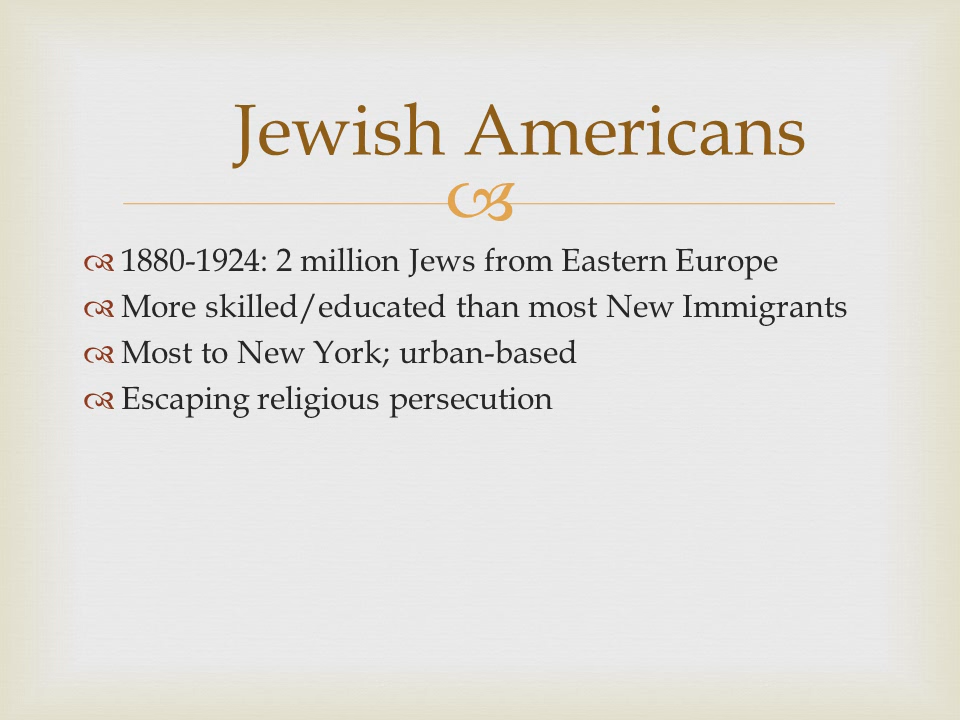 Jewish Americans
1880-1924: 2 million Jews from Eastern Europe
More skilled/educated than most New Immigrants
Most to New York; urban-based
Escaping religious persecution